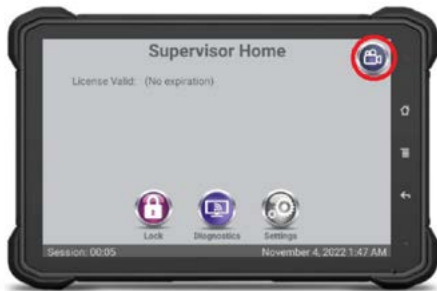 Supervisor Home
License Valid: (No expiration)
Lock
Diagnostics
Settings
Session: 00:05
November 4, 2022 1:47 AM